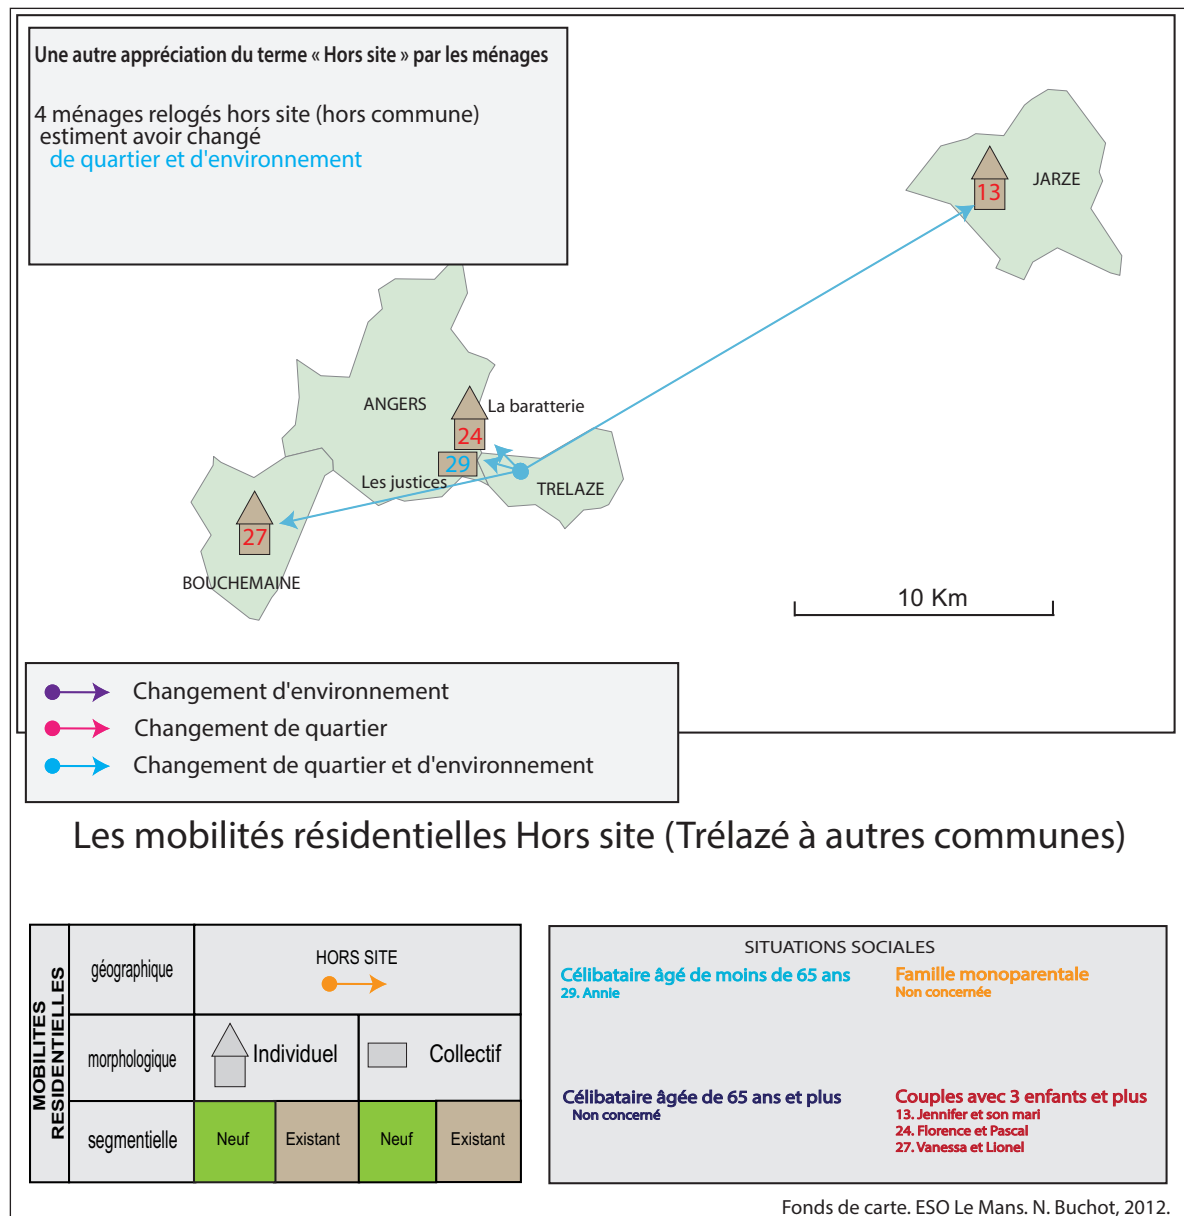 Une autre appréciation du terme « Hors site » par les ménages
4 ménages relogés hors site (hors commune)
estiment avoir changé
de quartier et d'environnement
JARZE
13
ANGERS
La baratterie
24
29
Les justices
TRELAZE
27
BOUCHEMAINE
10 Km
Changement d'environnement
Changement de quartier
Changement de quartier et d'environnement
Les mobilités résidentielles Hors site (Trélazé à autres communes)
MOBILITES
RESIDENTIELLES
géographique
HORS SITE
morphologique
Individuel
Collectif
segmentielle
Neuf
Existant
Neuf
Existant
SITUATIONS SOCIALES
Célibataire âgé de moins de 65 ans
29. Annie
Famille monoparentale
Non concernée
Célibataire âgée de 65 ans et plus
Non concerné
Couples avec 3 enfants et plus
13. Jennifer et son mari
24. Florence et Pascal
27. Vanessa et Lionel
Fonds de carte. ESO Le Mans. N. Buchot, 2012.